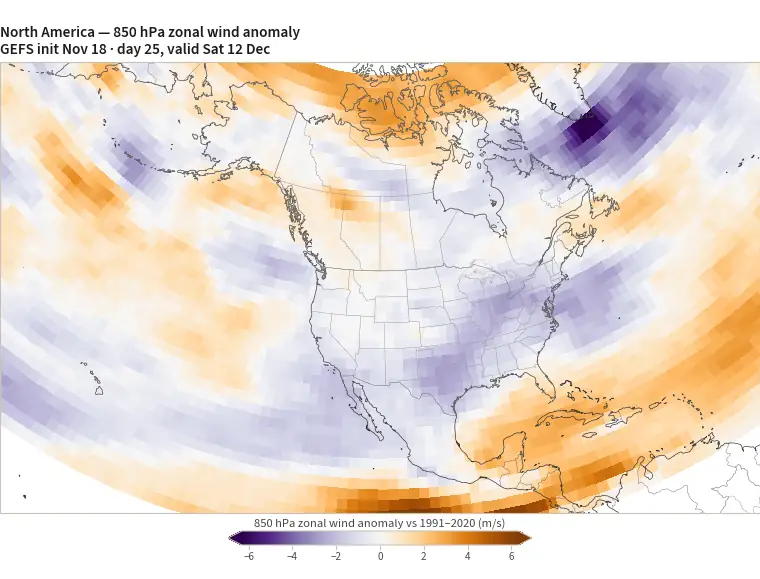 North America — 850 hPa zonal wind anomaly
GEFS init Nov 18 · day 25, valid Sat 12 Dec
850 hPa zonal wind anomaly vs 1991–2020 (m/s)
−6 −4 −2 0 2 4 6